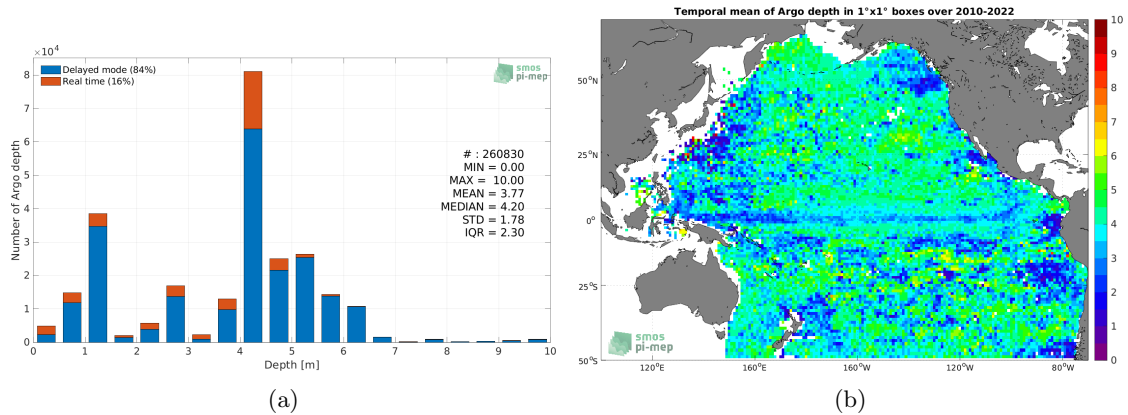 ×10⁴
Delayed mode (84%)
Real time (16%)
smos
pi-mep
8
7
6
5
4
3
2
1
0
Number of Argo depth
# : 260830
MIN = 0.00
MAX = 10.00
MEAN = 3.77
MEDIAN = 4.20
STD = 1.78
IQR = 2.30
0 1 2 3 4 5 6 7 8 9 10
Depth [m]
smos
pi-mep
(a)
Temporal mean of Argo depth in 1°x1° boxes over 2010-2022
50°N
25°N
0°
25°S
50°S
120°O 160°O 160°O 120°O 80°O
smos
pi-mep
10
9
8
7
6
5
4
3
2
1
0
(b)